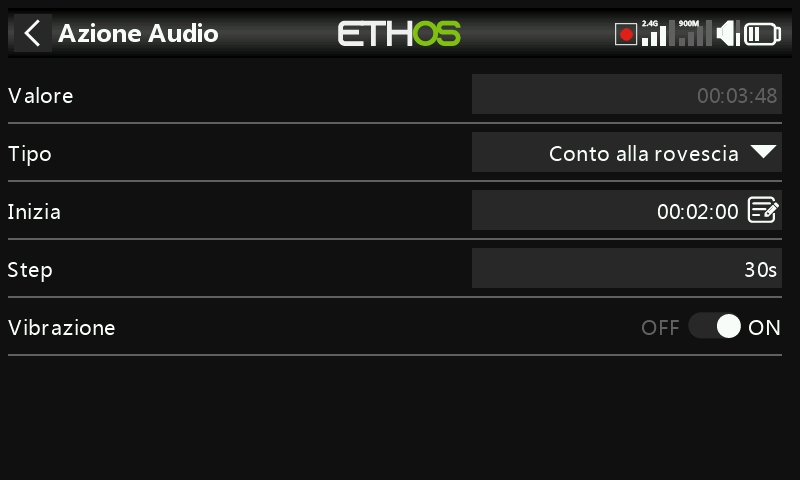 Azione Audio
ETHOS
2.4G
900M
Valore
00:03:48
Tipo
Conto alla rovescia
Inizia
00:02:00
Step
30s
Vibrazione
OFF
ON